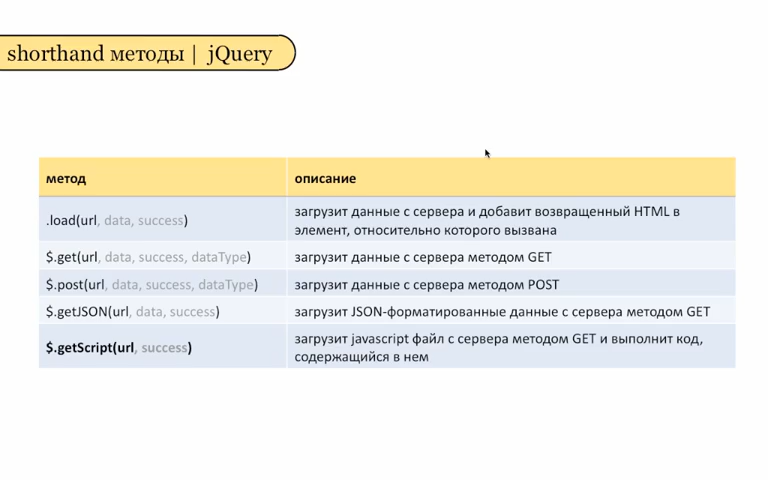 shorthand методы | jQuery
метод
описание
.load(url, data, success)
загрузит данные с сервера и добавит возвращенный HTML в
элемент, относительно которого вызвана
$.get(url, data, success, dataType)
загрузит данные с сервера методом GET
$.post(url, data, success, dataType)
загрузит данные с сервера методом POST
$.getJSON(url, data, success)
загрузит JSON-форматированные данные с сервера методом GET
$.getScript(url, success)
загрузит javascript файл с сервера методом GET и выполнит код,
содержащийся в нем